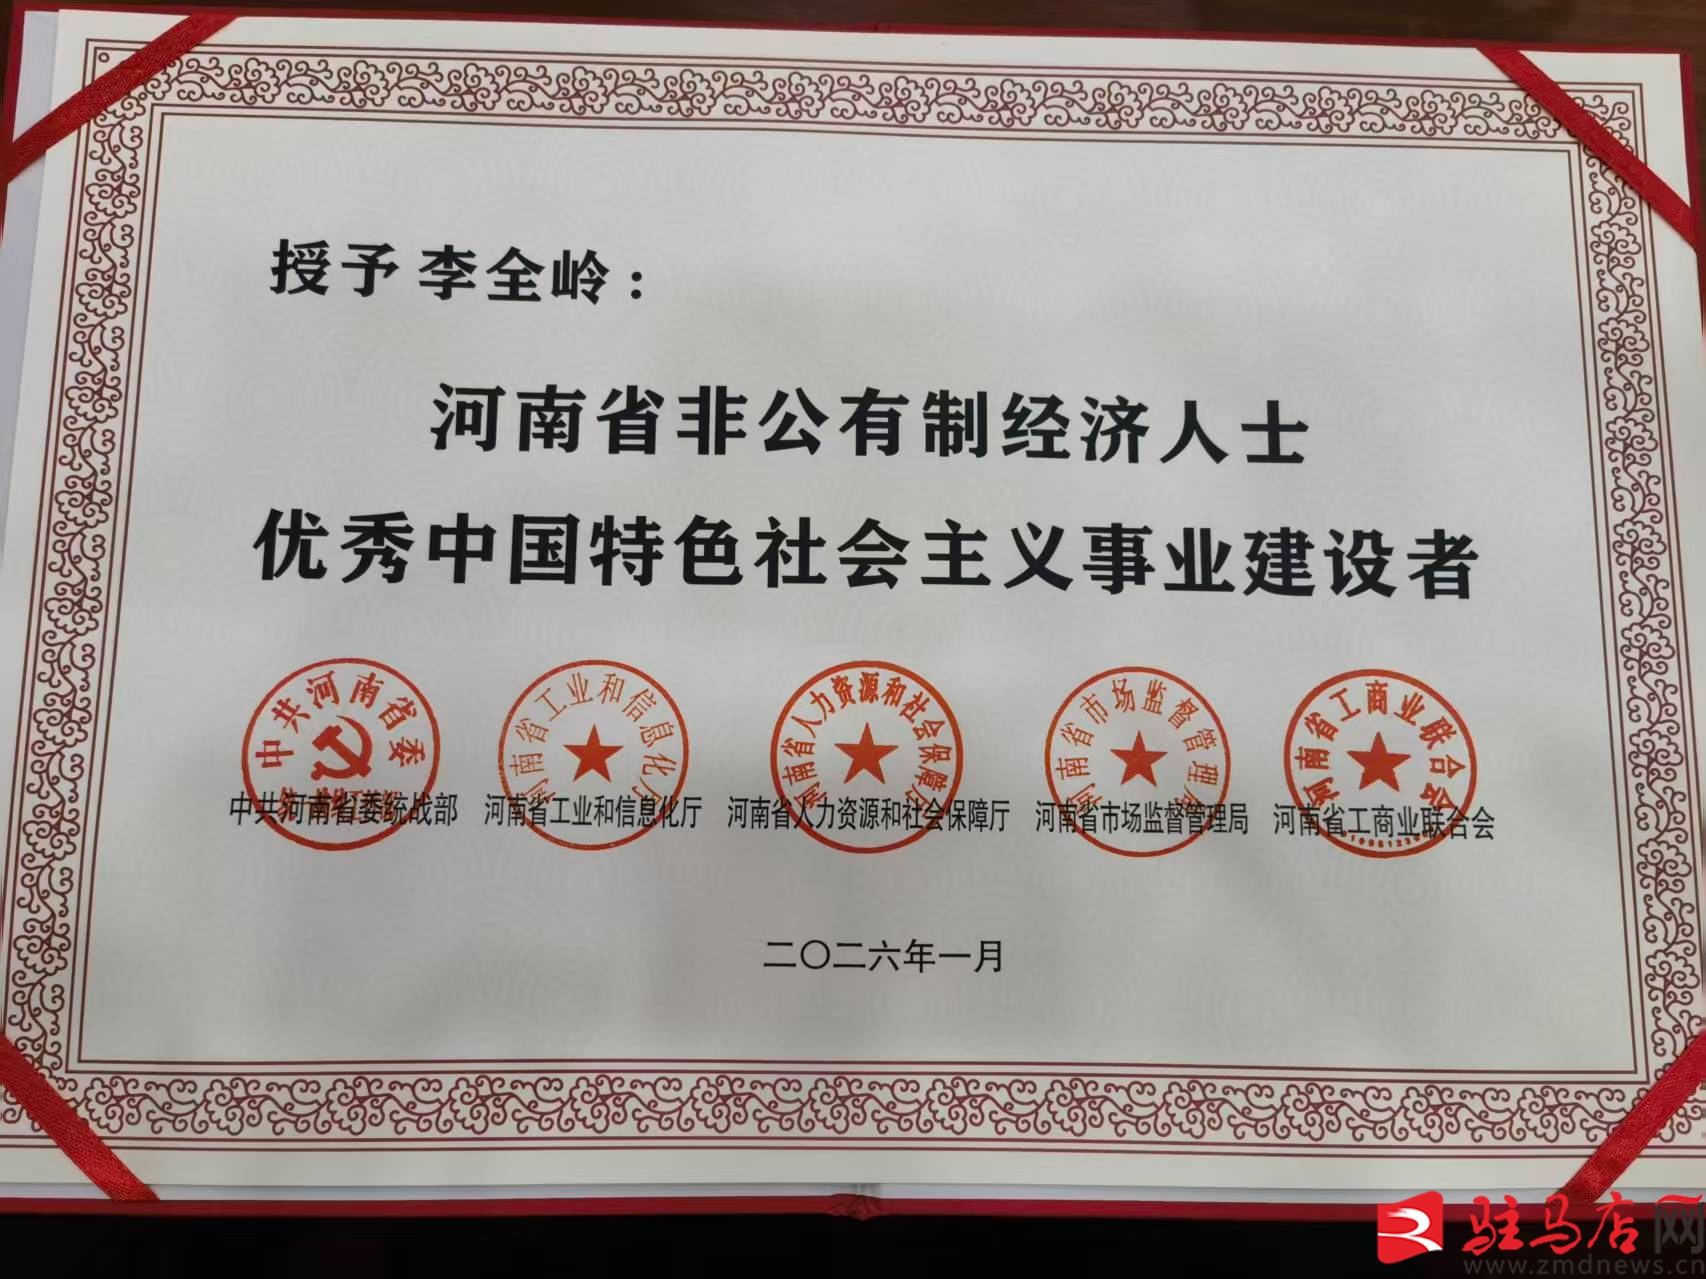 授予 李全岭：
河南省非公有制经济人士
优秀中国特色社会主义事业建设者
中共河南省委
河南省工业和信息化厅
河南省人力资源和社会保障厅
河南省市场监督管理局
河南省工商业联合会
中共河南省委统战部 河南省工业和信息化厅 河南省人力资源和社会保障厅 河南省市场监督管理局 河南省工商业联合会
二〇二六年一月
驻马店网
www.zmdnews.cn